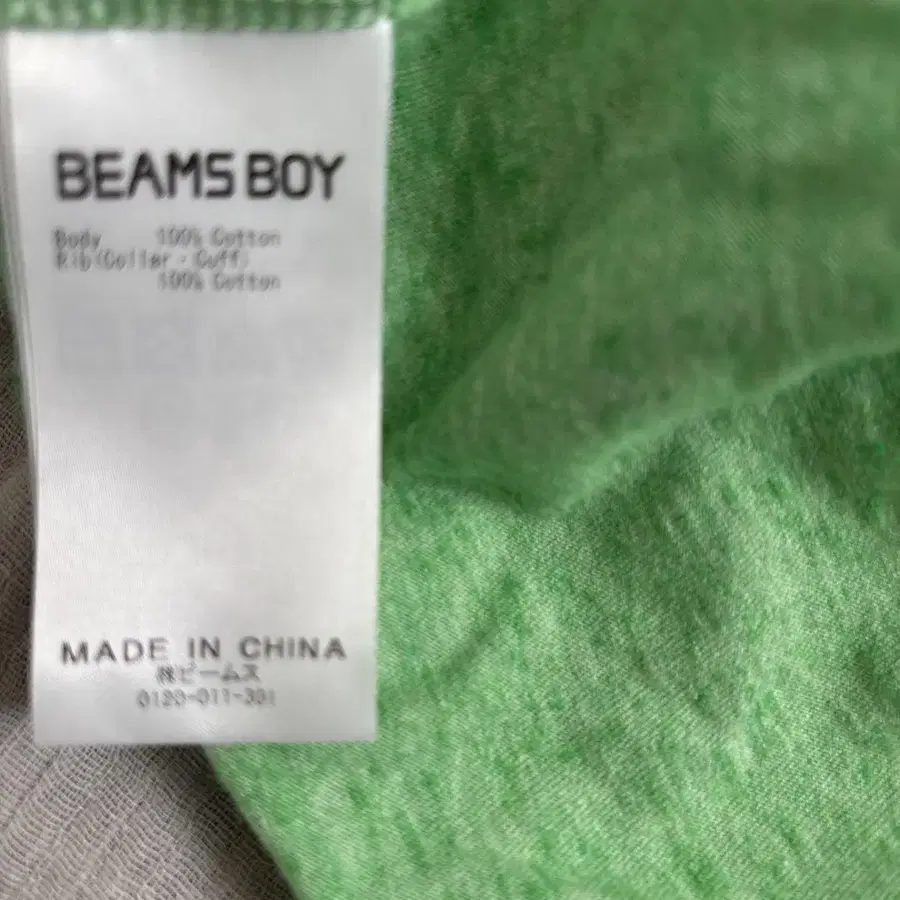 BEAMS BOY
Body 100% Cotton
Rib(Coller・Cuff)
100% Cotton
MADE IN CHINA
㈱ビームス
0120-011-301